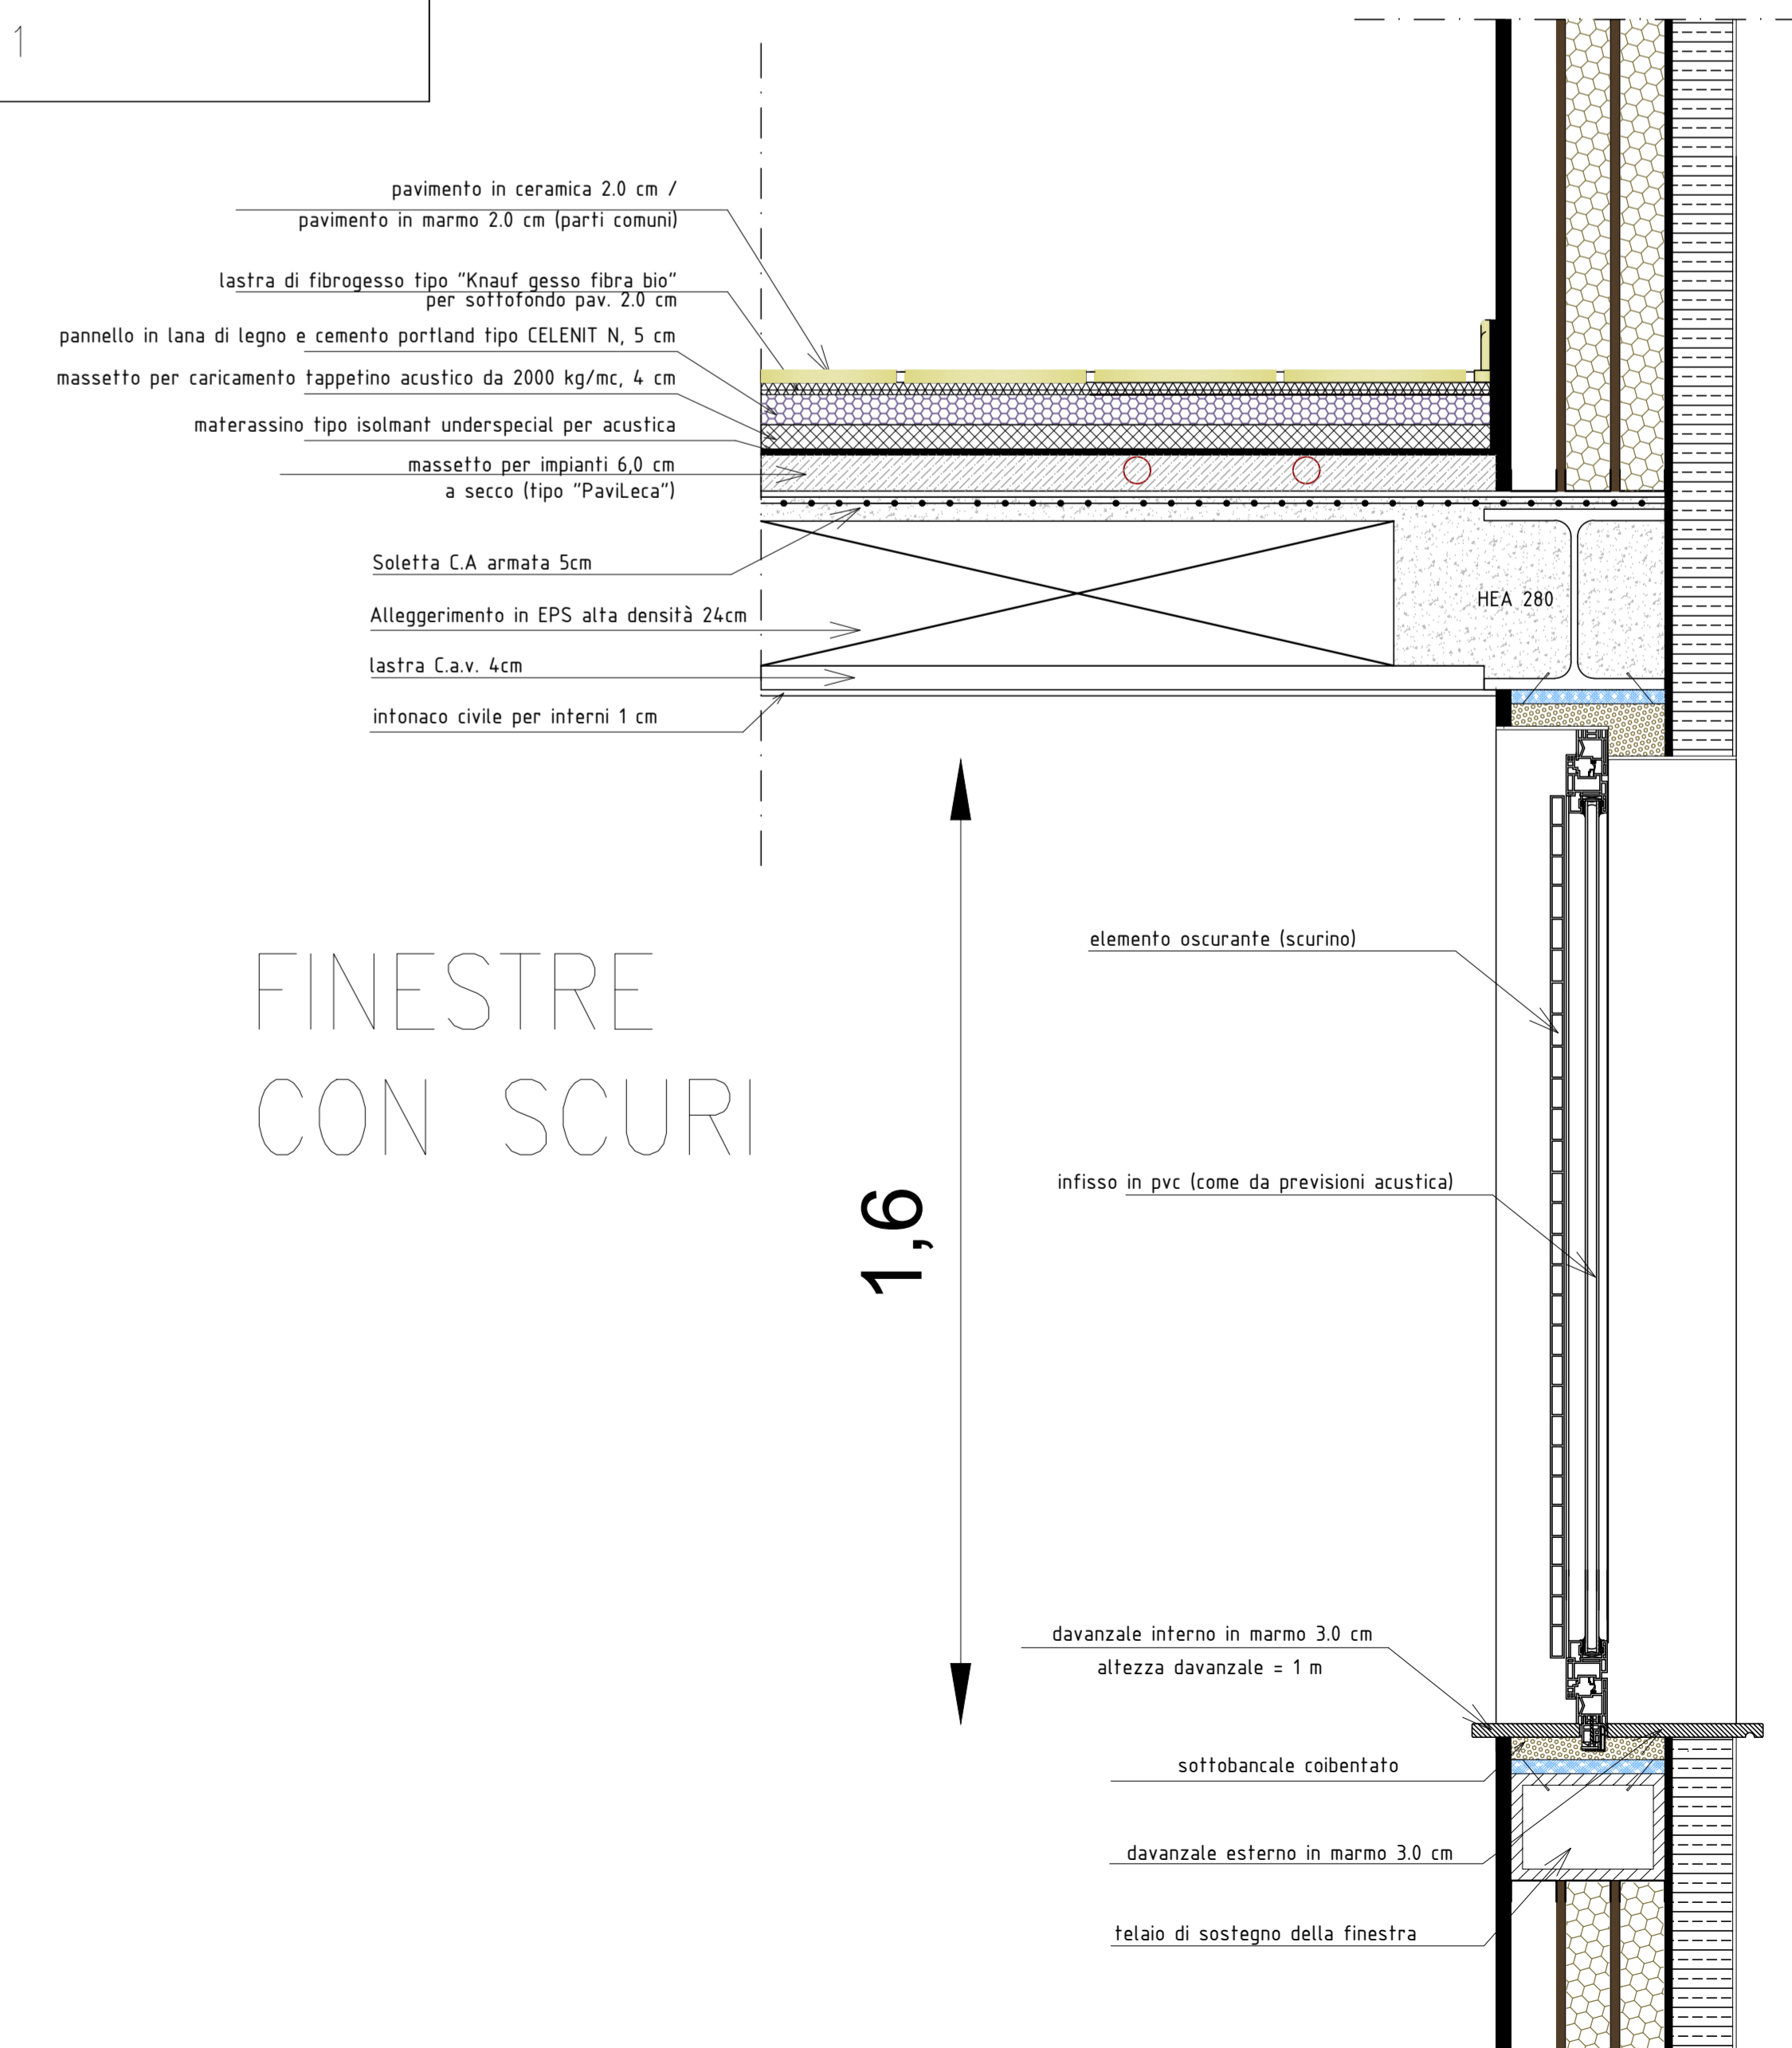 1
pavimento in ceramica 2.0 cm /
pavimento in marmo 2.0 cm (parti comuni)
lastra di fibrogesso tipo "Knauf gesso fibra bio"
per sottofondo pav. 2.0 cm
pannello in lana di legno e cemento portland tipo CELENIT N, 5 cm
massetto per caricamento tappetino acustico da 2000 kg/mc, 4 cm
materassino tipo isolmant underspecial per acustica
massetto per impianti 6,0 cm
a secco (tipo "PaviLeca")
Soletta C.A armata 5cm
Alleggerimento in EPS alta densità 24cm
HEA 280
lastra C.a.v. 4cm
intonaco civile per interni 1 cm
FINESTRE
CON SCURI
1,6
elemento oscurante (scurino)
infisso in pvc (come da previsioni acustica)
davanzale interno in marmo 3.0 cm
altezza davanzale = 1 m
sottobancale coibentato
davanzale esterno in marmo 3.0 cm
telaio di sostegno della finestra